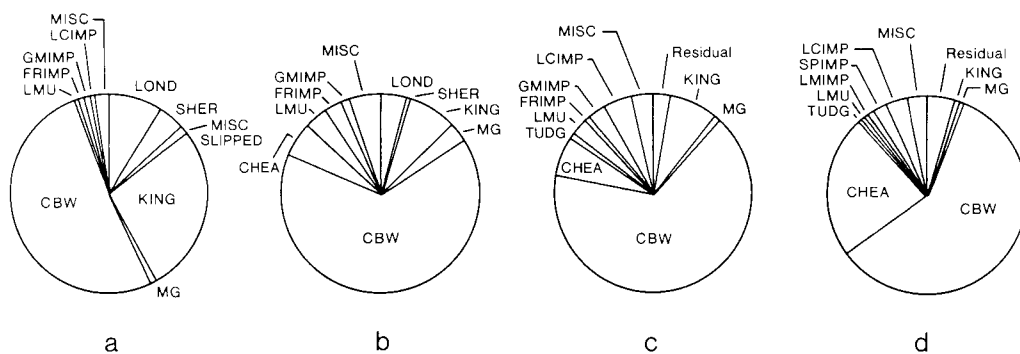 MISC
LCIMP
GMIMP
FRIMP
LMU
LOND
SHER
MISC
SLIPPED
CBW
KING
MG
a
MISC
GMIMP
FRIMP
LMU
CHEA
LOND
SHER
KING
MG
CBW
b
MISC
LCIMP
GMIMP
FRIMP
LMU
TUDG
CHEA
Residual
KING
MG
CBW
c
MISC
LCIMP
SPIMP
LMIMP
LMU
TUDG
CHEA
Residual
KING
MG
CBW
d